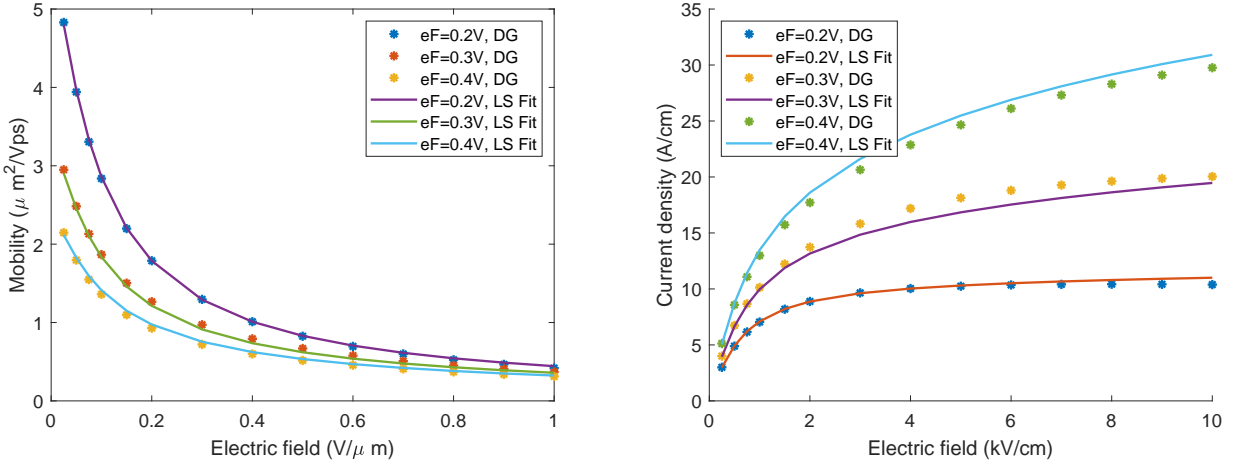 5
4
3
2
1
0
0
0.2
0.4
0.6
0.8
1
Mobility (μ m²/Vps)
Electric field (V/μ m)
eF=0.2V, DG
eF=0.3V, DG
eF=0.4V, DG
eF=0.2V, LS Fit
eF=0.3V, LS Fit
eF=0.4V, LS Fit
35
30
25
20
15
10
5
0
0
2
4
6
8
10
Current density (A/cm)
Electric field (kV/cm)
eF=0.2V, DG
eF=0.2V, LS Fit
eF=0.3V, DG
eF=0.3V, LS Fit
eF=0.4V, DG
eF=0.4V, LS Fit